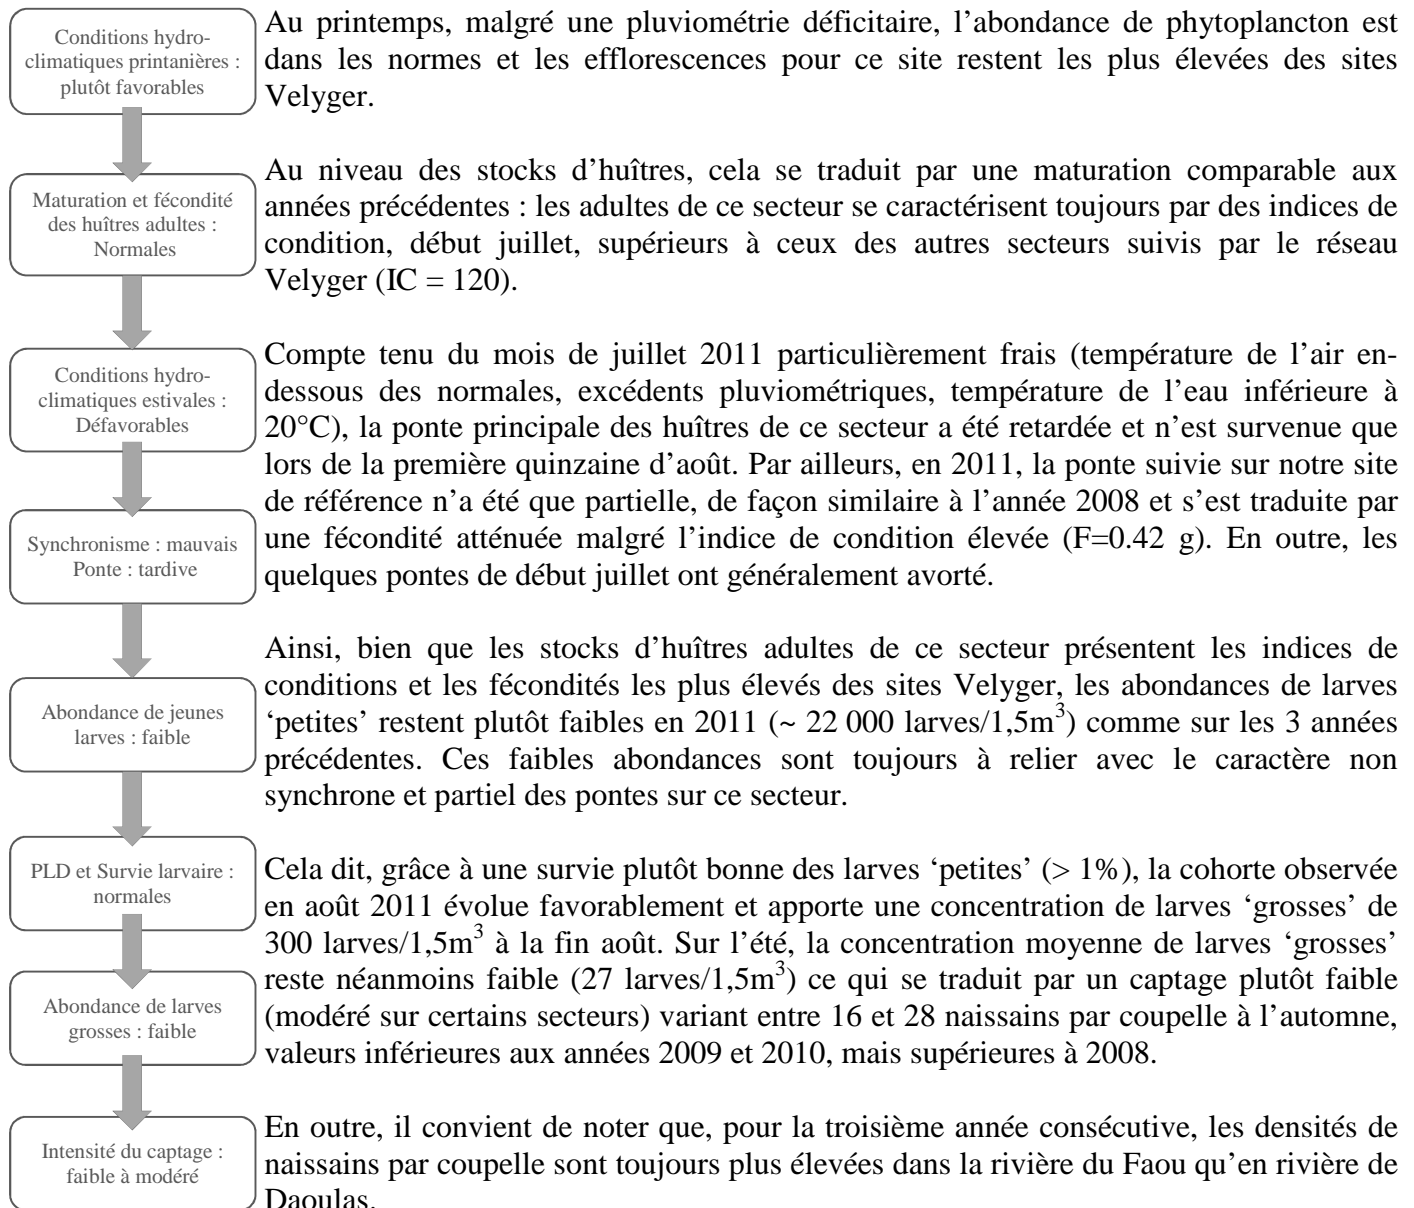 Conditions hydro-
climatiques printanières :
plutôt favorables
Au printemps, malgré une pluviométrie déficitaire, l’abondance de phytoplancton est
dans les normes et les efflorescences pour ce site restent les plus élevées des sites
Velyger.
Maturation et fécondité
des huîtres adultes :
Normales
Au niveau des stocks d’huîtres, cela se traduit par une maturation comparable aux
années précédentes : les adultes de ce secteur se caractérisent toujours par des indices de
condition, début juillet, supérieurs à ceux des autres secteurs suivis par le réseau
Velyger (IC = 120).
Conditions hydro-
climatiques estivales :
Défavorables
Compte tenu du mois de juillet 2011 particulièrement frais (température de l’air en-
dessous des normales, excédents pluviométriques, température de l’eau inférieure à
20°C), la ponte principale des huîtres de ce secteur a été retardée et n’est survenue que
lors de la première quinzaine d’août. Par ailleurs, en 2011, la ponte suivie sur notre site
de référence n’a été que partielle, de façon similaire à l’année 2008 et s’est traduite par
une fécondité atténuée malgré l’indice de condition élevée (F=0.42 g). En outre, les
quelques pontes de début juillet ont généralement avorté.
Synchronisme : mauvais
Ponte : tardive
Abondance de jeunes
larves : faible
Ainsi, bien que les stocks d’huîtres adultes de ce secteur présentent les indices de
conditions et les fécondités les plus élevés des sites Velyger, les abondances de larves
‘petites’ restent plutôt faibles en 2011 (~ 22 000 larves/1,5m³) comme sur les 3 années
précédentes. Ces faibles abondances sont toujours à relier avec le caractère non
synchrone et partiel des pontes sur ce secteur.
PLD et Survie larvaire :
normales
Cela dit, grâce à une survie plutôt bonne des larves ‘petites’ (> 1%), la cohorte observée
en août 2011 évolue favorablement et apporte une concentration de larves ‘grosses’ de
300 larves/1,5m³ à la fin août. Sur l’été, la concentration moyenne de larves ‘grosses’
reste néanmoins faible (27 larves/1,5m³) ce qui se traduit par un captage plutôt faible
(modéré sur certains secteurs) variant entre 16 et 28 naissains par coupelle à l’automne,
valeurs inférieures aux années 2009 et 2010, mais supérieures à 2008.
Abondance de larves
grosses : faible
Intensité du captage :
faible à modéré
En outre, il convient de noter que, pour la troisième année consécutive, les densités de
naissains par coupelle sont toujours plus élevées dans la rivière du Faou qu’en rivière de
Daoulas.